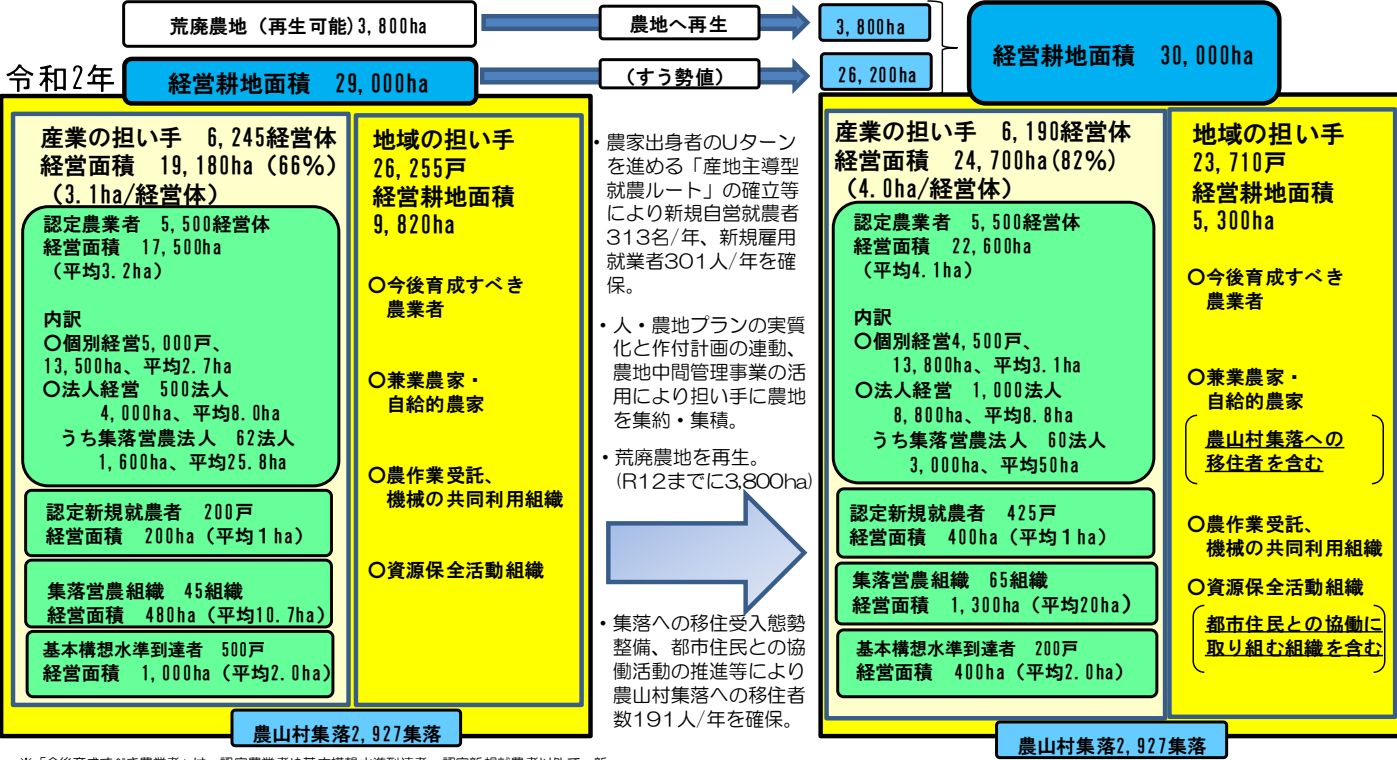 荒廃農地（再生可能)3,800ha
農地へ再生
3,800ha
経営耕地面積　30,000ha
令和2年
経営耕地面積　29,000ha
(すう勢値)
26,200ha
産業の担い手　6,245経営体
経営面積　19,180ha（66%）
（3.1ha/経営体）
認定農業者　5,500経営体
経営面積　17,500ha
（平均3.2ha）
内訳
〇個別経営5,000戸、
13,500ha、平均2.7ha
〇法人経営　500法人
4,000ha、平均8.0ha
うち集落営農法人　62法人
1,600ha、平均25.8ha
認定新規就農者　200戸
経営面積　200ha（平均１ha）
集落営農組織　45組織
経営面積　480ha（平均10.7ha）
基本構想水準到達者　500戸
経営面積　1,000ha（平均2.0ha）
地域の担い手
26,255戸
経営耕地面積
9,820ha
〇今後育成すべき
農業者
〇兼業農家・
自給的農家
〇農作業受託、
機械の共同利用組織
〇資源保全活動組織
農山村集落2,927集落
・農家出身者のUターン
を進める「産地主導型
就農ルート」の確立等
により新規自営就農者
313名/年、新規雇用
就業者301人/年を確
保。
・人・農地プランの実質
化と作付計画の連動、
農地中間管理事業の活
用により担い手に農地
を集約・集積。
・荒廃農地を再生。
(R12までに3,800ha)
・集落への移住受入態勢
整備、都市住民との協
働活動の推進等により
農山村集落への移住者
数191人/年を確保。
産業の担い手　6,190経営体
経営面積　24,700ha(82%)
（4.0ha/経営体）
認定農業者　5,500経営体
経営面積　22,600ha
（平均4.1ha）
内訳
〇個別経営4,500戸、
13,800ha、平均3.1ha
〇法人経営　1,000法人
8,800ha、平均8.8ha
うち集落営農法人　60法人
3,000ha、平均50ha
認定新規就農者　425戸
経営面積　400ha（平均１ha）
集落営農組織　65組織
経営面積　1,300ha（平均20ha）
基本構想水準到達者　200戸
経営面積　400ha（平均2.0ha）
地域の担い手
23,710戸
経営耕地面積
5,300ha
〇今後育成すべき
農業者
〇兼業農家・
自給的農家
農山村集落への
移住者を含む
〇農作業受託、
機械の共同利用組織
〇資源保全活動組織
都市住民との協働に
取り組む組織を含む
農山村集落2,927集落